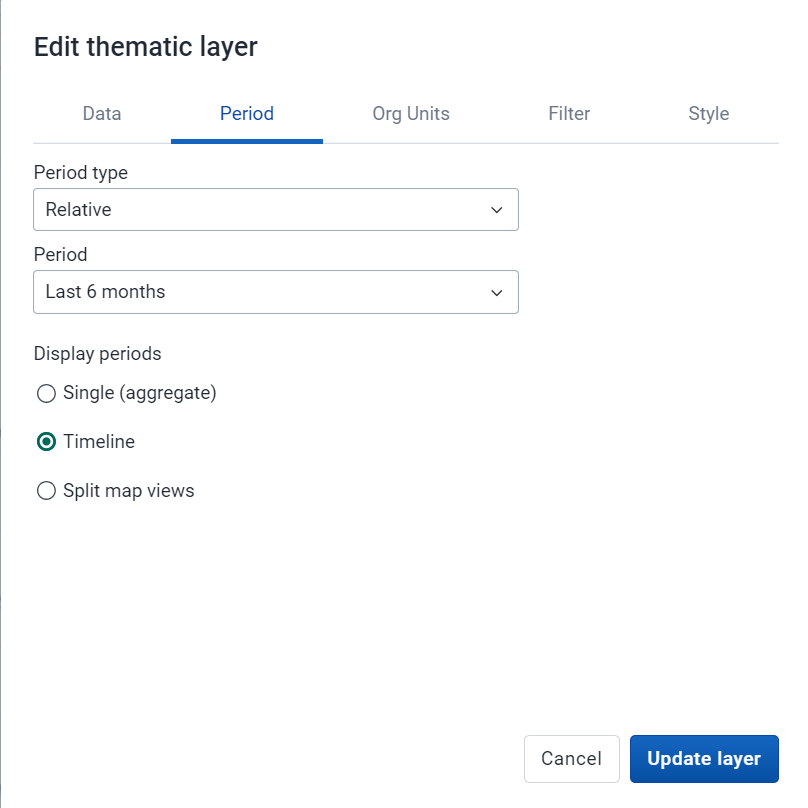 Edit thematic layer
Data Period Org Units Filter Style
Period type
Relative
Period
Last 6 months
Display periods
Single (aggregate)
Timeline
Split map views
Cancel Update layer